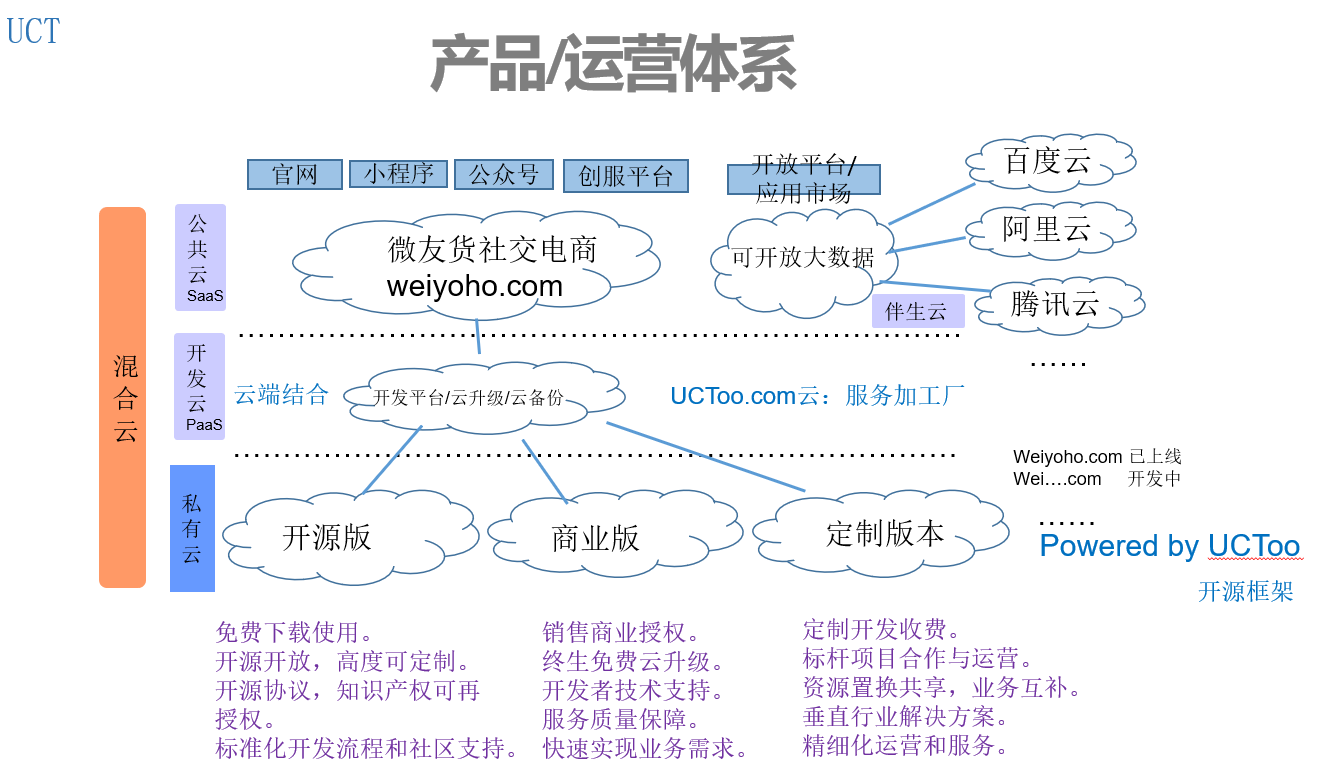 UCT
产品/运营体系
官网
小程序
公众号
创服平台
开放平台/
应用市场
百度云
阿里云
腾讯云
公
共
云
SaaS
微友货社交电商
weiyoho.com
可开放大数据
伴生云
混
合
云
开
发
云
PaaS
云端结合
开发平台/云升级/云备份
UCToo.com云：服务加工厂
……
私
有
云
开源版
商业版
定制版本
Weiyoho.com 已上线
Wei….com 开发中
……
Powered by UCToo
开源框架
免费下载使用。
开源开放，高度可定制。
开源协议，知识产权可再
授权。
标准化开发流程和社区支持。
销售商业授权。
终生免费云升级。
开发者技术支持。
服务质量保障。
快速实现业务需求。
定制开发收费。
标杆项目合作与运营。
资源置换共享，业务互补。
垂直行业解决方案。
精细化运营和服务。